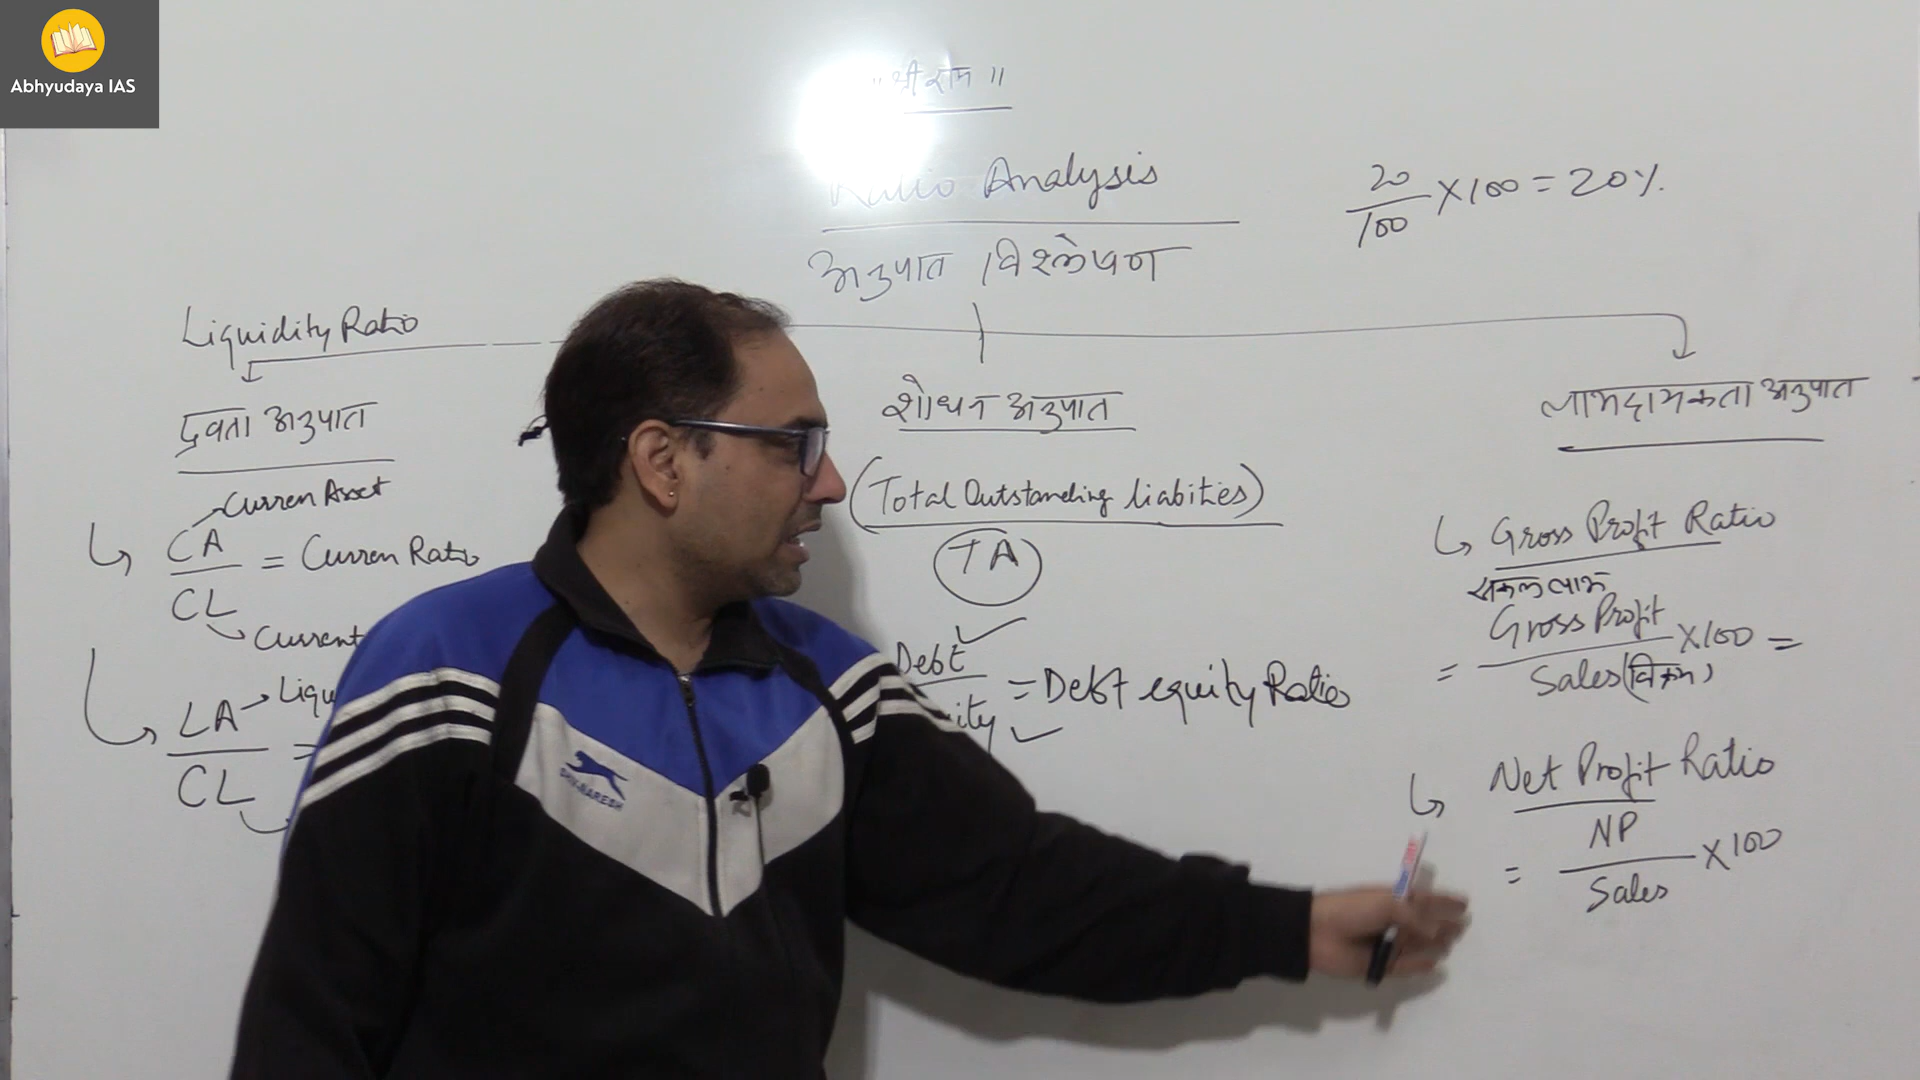 Abhyudaya IAS
" श्री राम "
Ratio Analysis
अनुपात विश्लेषण
20/100 X 100 = 20%
Liquidity Ratio
द्रवता अनुपात
Curren Asset
CA
= Curren Ratio
CL
Current
LA
Liqu
=
CL
शोधन अनुपात
(Total Outstanding liabities)
TA
Debt
= Debt equity Ratio
ity
लाभदायकता अनुपात
Gross Profit Ratio
सकल लाभ
= Gross Profit
X100 =
Sales (विक्रय)
Net Profit Ratio
= NP
X100
Sales